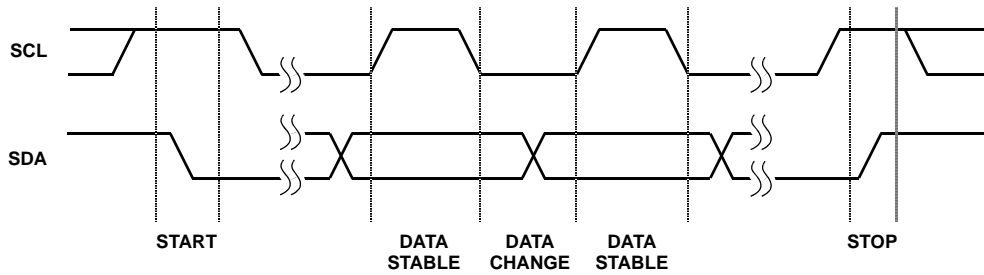 SCL
SDA
START
DATA
STABLE
DATA
CHANGE
DATA
STABLE
STOP